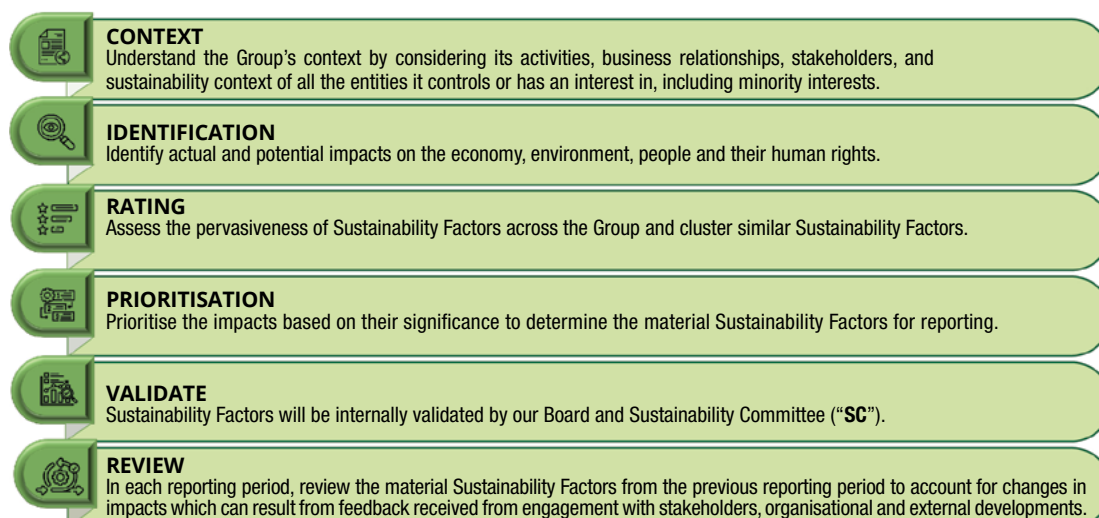 CONTEXT
Understand the Group's context by considering its activities, business relationships, stakeholders, and
sustainability context of all the entities it controls or has an interest in, including minority interests.
IDENTIFICATION
Identify actual and potential impacts on the economy, environment, people and their human rights.
RATING
Assess the pervasiveness of Sustainability Factors across the Group and cluster similar Sustainability Factors.
PRIORITISATION
Prioritise the impacts based on their significance to determine the material Sustainability Factors for reporting.
VALIDATE
Sustainability Factors will be internally validated by our Board and Sustainability Committee (“SC”).
REVIEW
In each reporting period, review the material Sustainability Factors from the previous reporting period to account for changes in
impacts which can result from feedback received from engagement with stakeholders, organisational and external developments.